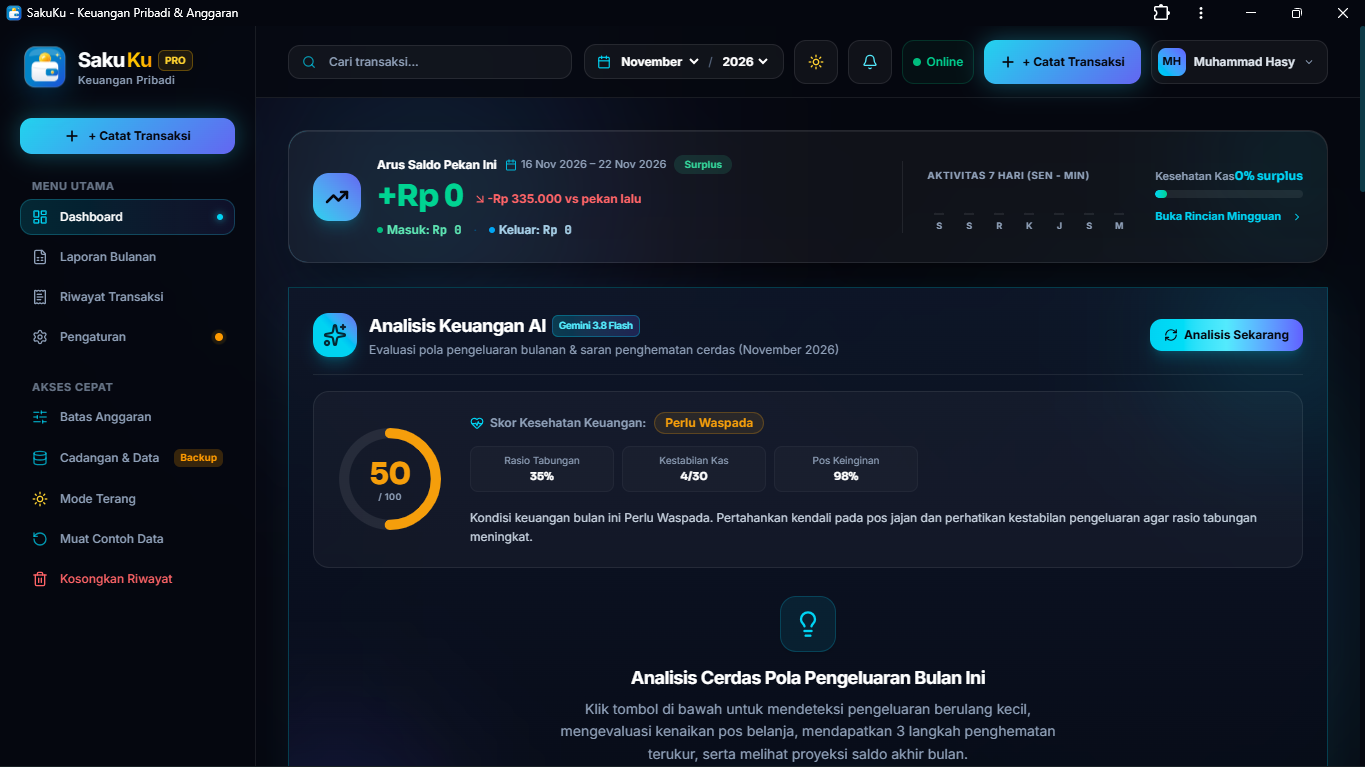 SakuKu - Keuangan Pribadi & Anggaran
SakuKu PRO
Keuangan Pribadi
+ Catat Transaksi
MENU UTAMA
Dashboard
Laporan Bulanan
Riwayat Transaksi
Pengaturan
AKSES CEPAT
Batas Anggaran
Cadangan & Data Backup
Mode Terang
Muat Contoh Data
Kosongkan Riwayat
Cari transaksi...
November / 2026
Online
+ Catat Transaksi
MH Muhammad Hasy
Arus Saldo Pekan Ini 16 Nov 2026 – 22 Nov 2026 Surplus
+Rp 0 -Rp 335.000 vs pekan lalu
Masuk: Rp 0 · Keluar: Rp 0
AKTIVITAS 7 HARI (SEN - MIN)
S S R K J S M
Kesehatan Kas 0% surplus
Buka Rincian Mingguan
Analisis Keuangan AI Gemini 3.8 Flash
Evaluasi pola pengeluaran bulanan & saran penghematan cerdas (November 2026)
Analisis Sekarang
50
/ 100
Skor Kesehatan Keuangan: Perlu Waspada
Rasio Tabungan
35%
Kestabilan Kas
4/30
Pos Keinginan
98%
Kondisi keuangan bulan ini Perlu Waspada. Pertahankan kendali pada pos jajan dan perhatikan kestabilan pengeluaran agar rasio tabungan
meningkat.
Analisis Cerdas Pola Pengeluaran Bulan Ini
Klik tombol di bawah untuk mendeteksi pengeluaran berulang kecil,
mengevaluasi kenaikan pos belanja, mendapatkan 3 langkah penghematan
terukur, serta melihat proyeksi saldo akhir bulan.